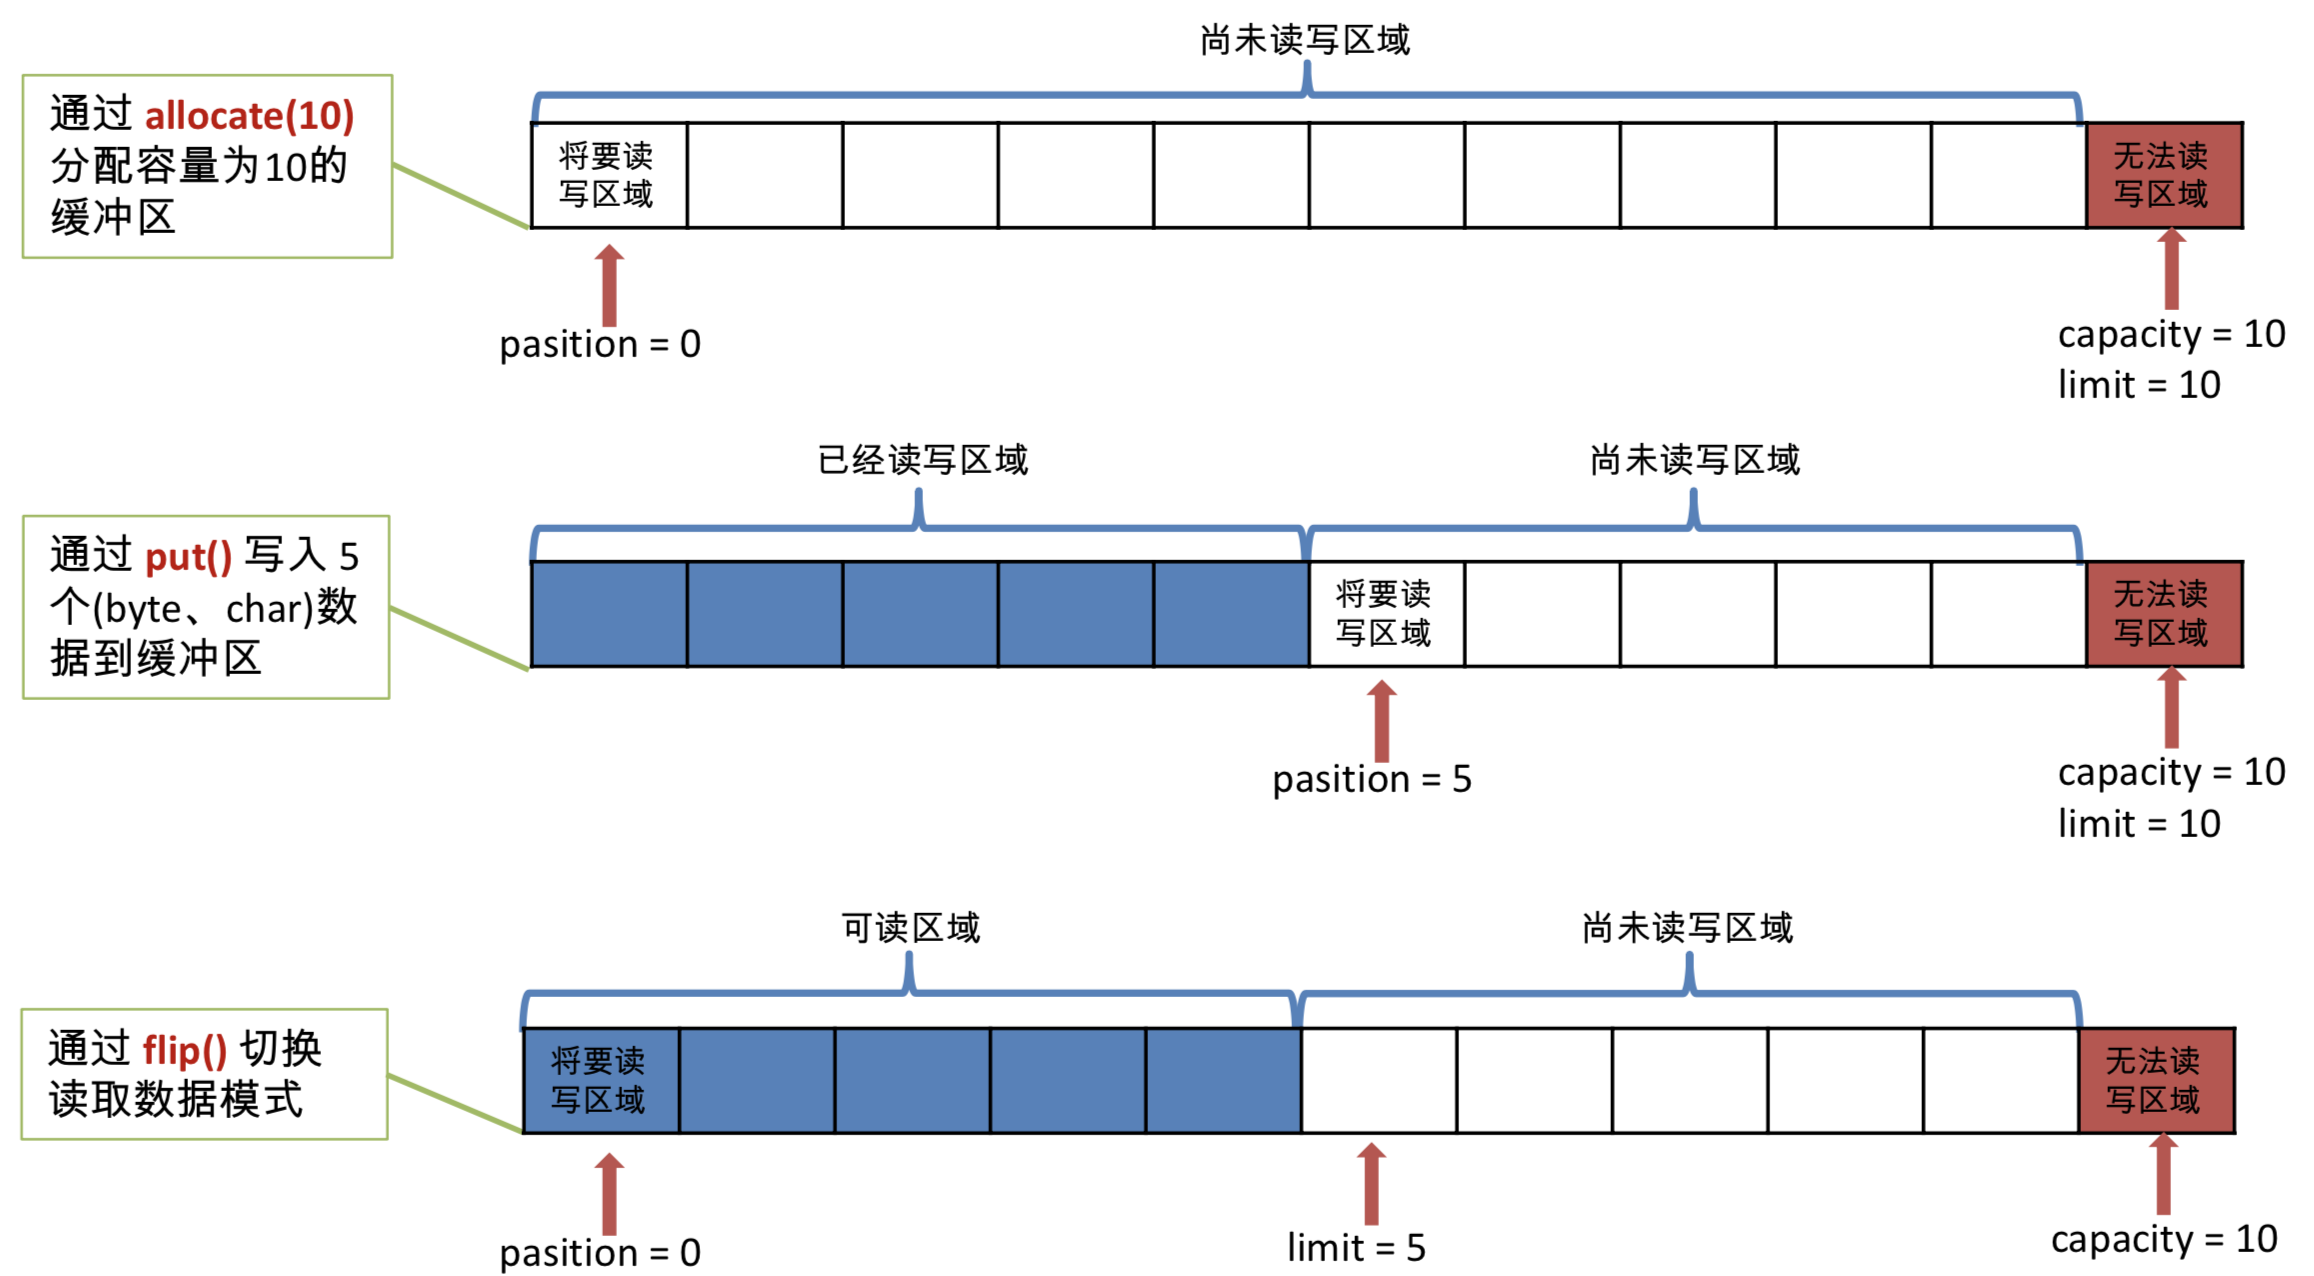 尚未读写区域
通过 allocate(10)
分配容量为10的
缓冲区
将要读
写区域
无法读
写区域
pasition = 0
capacity = 10
limit = 10
已经读写区域
尚未读写区域
通过 put() 写入 5
个(byte、char)数
据到缓冲区
将要读
写区域
无法读
写区域
pasition = 5
capacity = 10
limit = 10
可读区域
尚未读写区域
通过 flip() 切换
读取数据模式
将要读
写区域
无法读
写区域
pasition = 0
limit = 5
capacity = 10